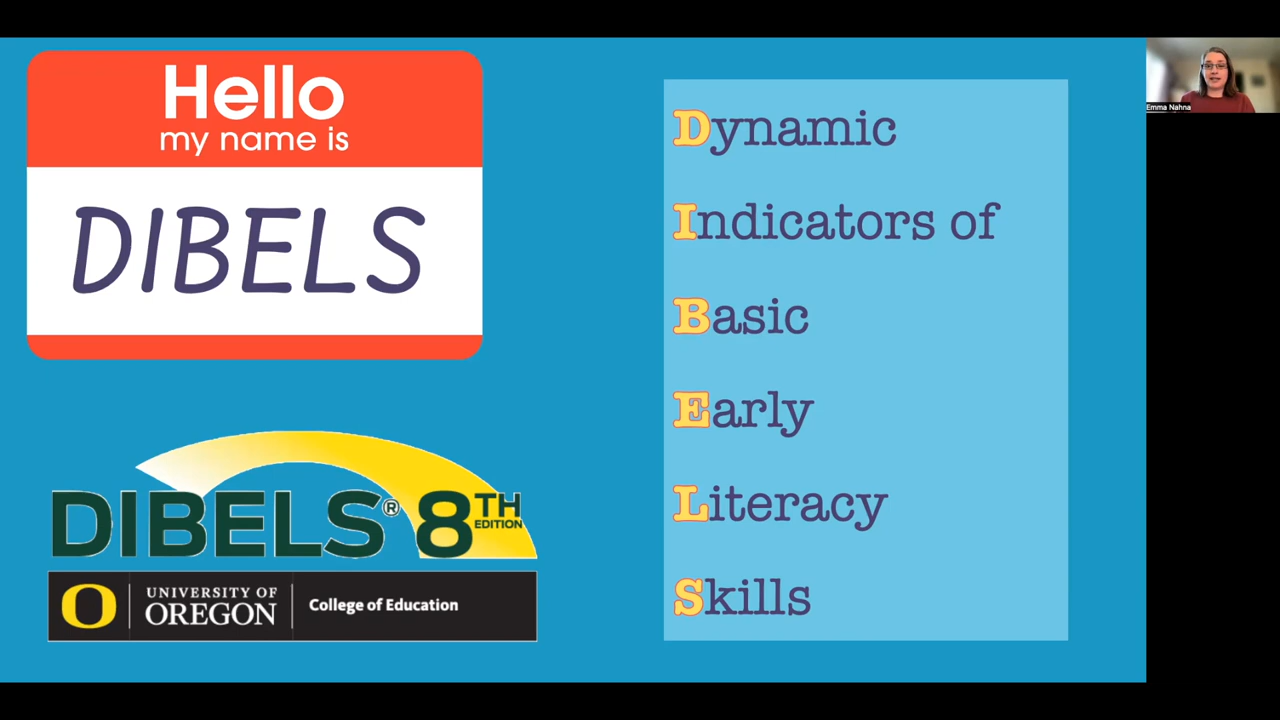 Hello
my name is
DIBELS
DIBELS® 8TH
EDITION
O
UNIVERSITY OF
OREGON
College of Education
Dynamic
Indicators of
Basic
Early
Literacy
Skills
Emma Nahna